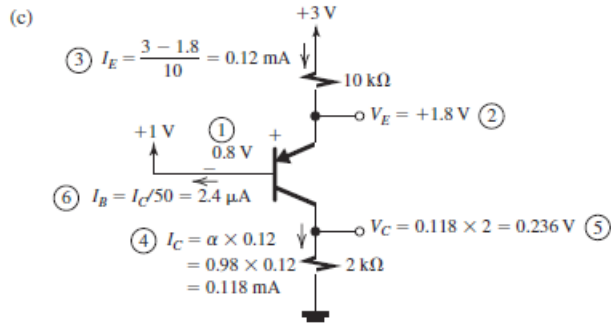 (c)
+3 V
③ I_E = (3 − 1.8)/10 = 0.12 mA
10 kΩ
V_E = +1.8 V ②
+1 V
①
+
0.8 V
−
⑥ I_B = I_C/50 = 2.4 μA
V_C = 0.118 × 2 = 0.236 V ⑤
④ I_C = α × 0.12
= 0.98 × 0.12
2 kΩ
= 0.118 mA